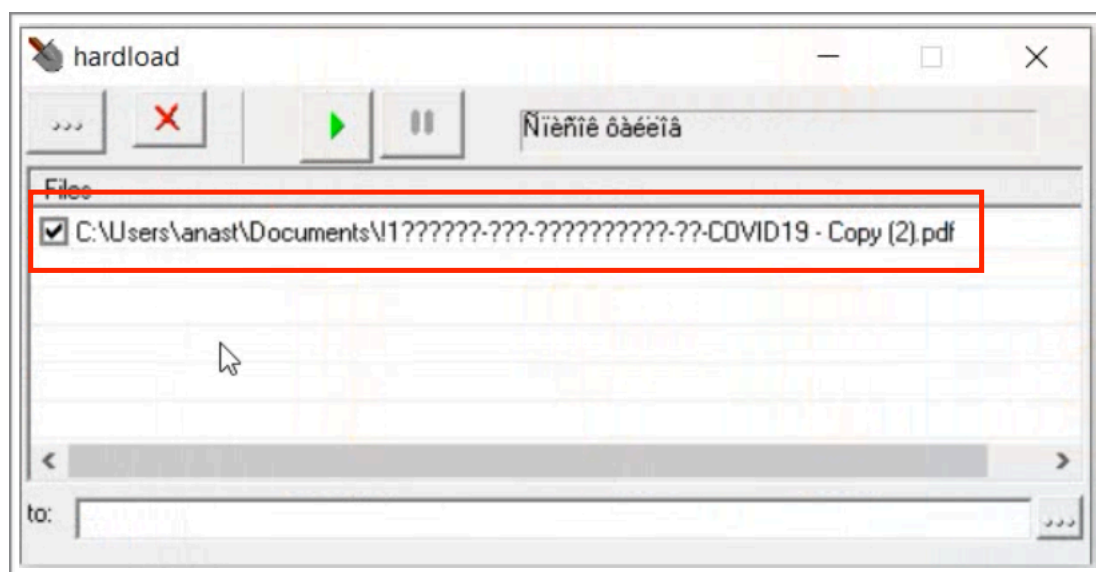 hardload
... Ñïèñîê ôàéëîâ
Files
C:\Users\anast\Documents\!1??????-???-??????????-??-COVID19 - Copy (2).pdf
to: ...